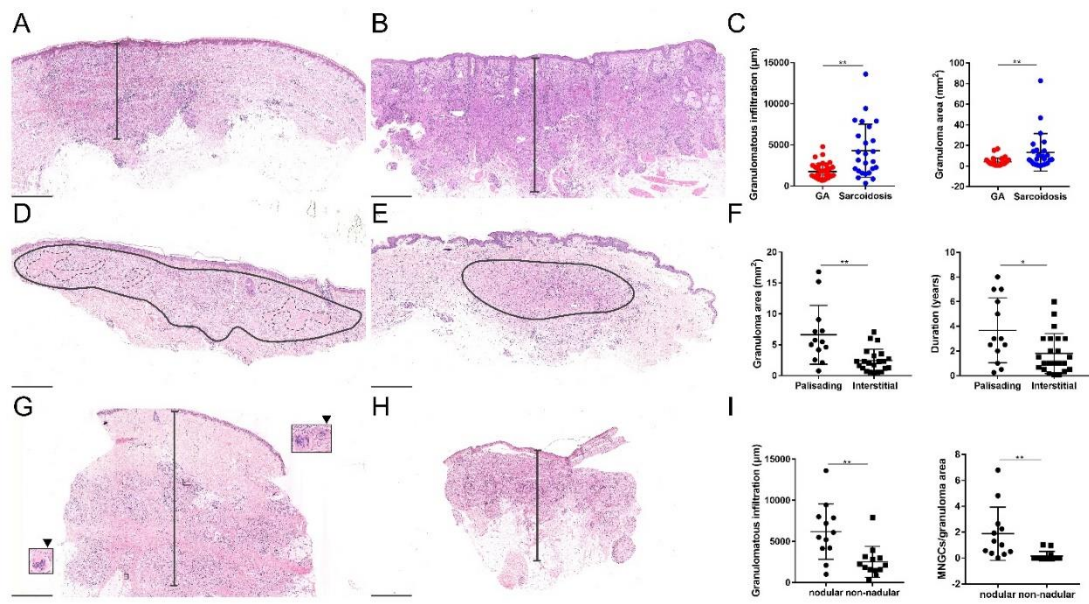 A
B
C
Granulomatous infiltration (μm)
15000
10000
5000
0
**
GA Sarcoidosis
Granuloma area (mm²)
100
80
60
40
20
0
-20
**
GA Sarcoidosis
D
E
F
Granuloma area (mm²)
20
15
10
5
0
**
Palisading Interstitial
Duration (years)
10
8
6
4
2
0
*
Palisading Interstitial
G
H
I
Granulomatous infiltration (μm)
15000
10000
5000
0
**
nodular non-nadular
MNGCs/granuloma area
8
6
4
2
0
-2
**
nodular non-nadular